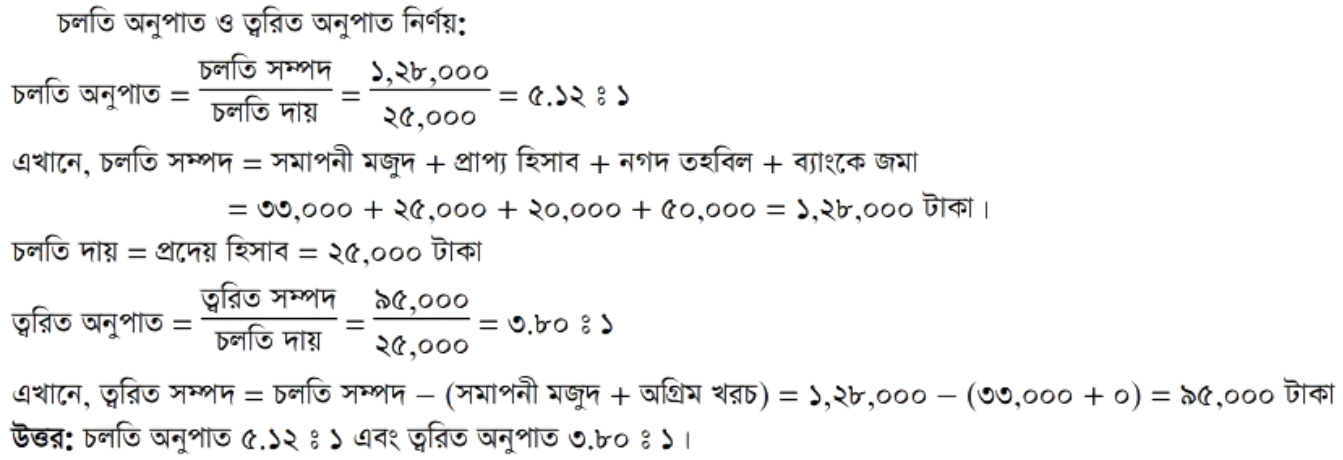 চলতি অনুপাত ও ত্বরিত অনুপাত নির্ণয়:
চলতি অনুপাত = চলতি সম্পদ / চলতি দায় = ১,২৮,০০০ / ২৫,০০০ = ৫.১২ ঃ ১
এখানে, চলতি সম্পদ = সমাপনী মজুদ + প্রাপ্য হিসাব + নগদ তহবিল + ব্যাংকে জমা
= ৩৩,০০০ + ২৫,০০০ + ২০,০০০ + ৫০,০০০ = ১,২৮,০০০ টাকা।
চলতি দায় = প্রদেয় হিসাব = ২৫,০০০ টাকা
ত্বরিত অনুপাত = ত্বরিত সম্পদ / চলতি দায় = ৯৫,০০০ / ২৫,০০০ = ৩.৮০ ঃ ১
এখানে, ত্বরিত সম্পদ = চলতি সম্পদ – (সমাপনী মজুদ + অগ্রিম খরচ) = ১,২৮,০০০ – (৩৩,০০০ + ০) = ৯৫,০০০ টাকা
উত্তর: চলতি অনুপাত ৫.১২ ঃ ১ এবং ত্বরিত অনুপাত ৩.৮০ ঃ ১।